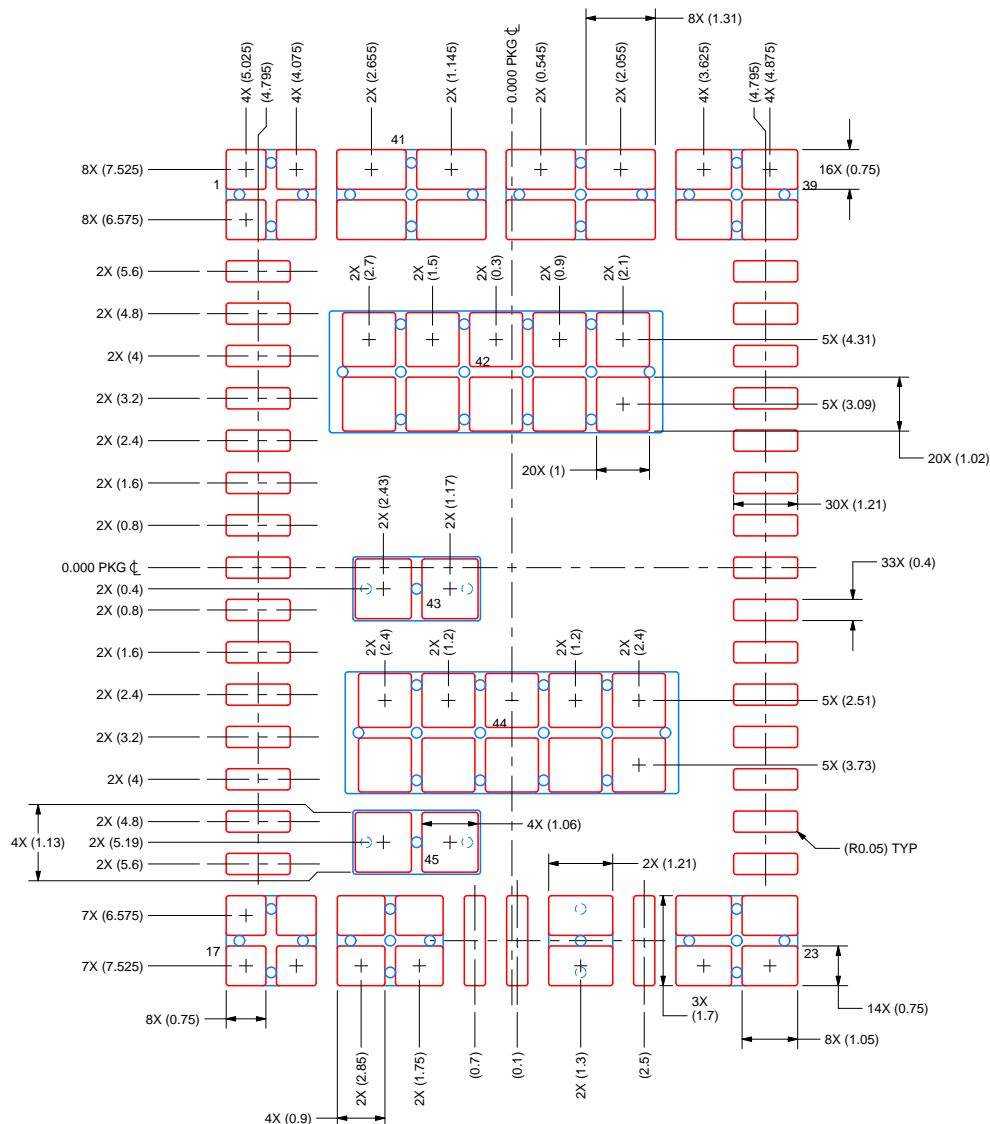 8X (1.31)
4X (5.025)
(4.795)
4X (4.075)
2X (2.655)
2X (1.145)
0.000 PKG ℄
2X (0.545)
2X (2.055)
4X (3.625)
(4.795)
4X (4.875)
41
8X (7.525)
1
16X (0.75)
39
8X (6.575)
2X (5.6)
2X (2.7)
2X (1.5)
2X (0.3)
2X (0.9)
2X (2.1)
2X (4.8)
2X (4)
5X (4.31)
42
2X (3.2)
5X (3.09)
2X (2.4)
20X (1.02)
20X (1)
2X (1.6)
2X (2.43)
2X (1.17)
30X (1.21)
2X (0.8)
0.000 PKG ℄
33X (0.4)
2X (0.4)
43
2X (0.8)
2X (1.6)
2X (2.4)
2X (1.2)
2X (1.2)
2X (2.4)
2X (2.4)
5X (2.51)
44
2X (3.2)
5X (3.73)
2X (4)
2X (4.8)
4X (1.06)
4X (1.13)
2X (5.19)
(R0.05) TYP
45
2X (5.6)
2X (1.21)
7X (6.575)
17
23
7X (7.525)
3X (1.7)
14X (0.75)
8X (0.75)
8X (1.05)
2X (2.85)
2X (1.75)
(0.7)
(0.1)
2X (1.3)
(2.5)
4X (0.9)